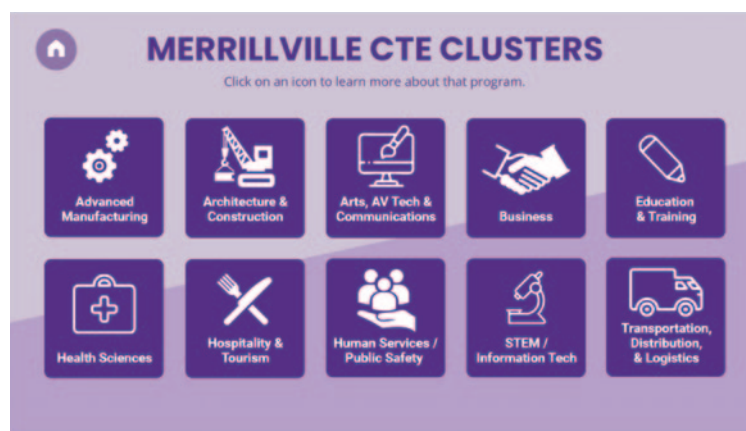 MERRILLVILLE CTE CLUSTERS
Click on an icon to learn more about that program.
Advanced
Manufacturing
Architecture &
Construction
Arts, AV Tech &
Communications
Business
Education
& Training
Health Sciences
Hospitality &
Tourism
Human Services /
Public Safety
STEM /
Information Tech
Transportation,
Distribution,
& Logistics